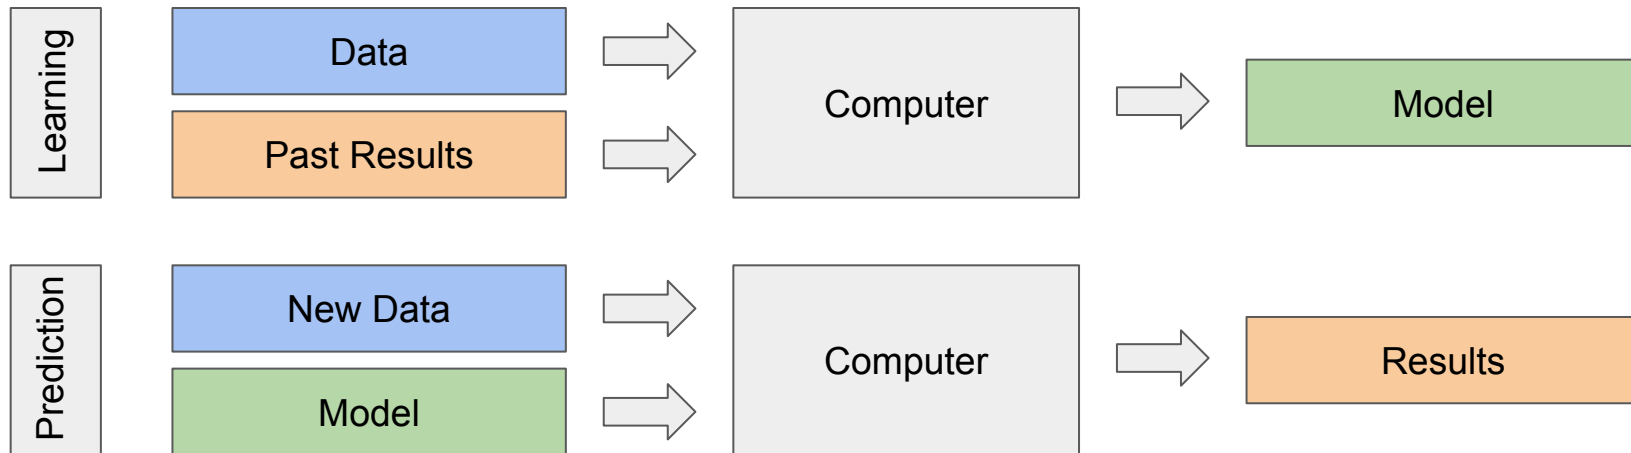 Learning
Data
Past Results
Computer
Model
Prediction
New Data
Model
Computer
Results